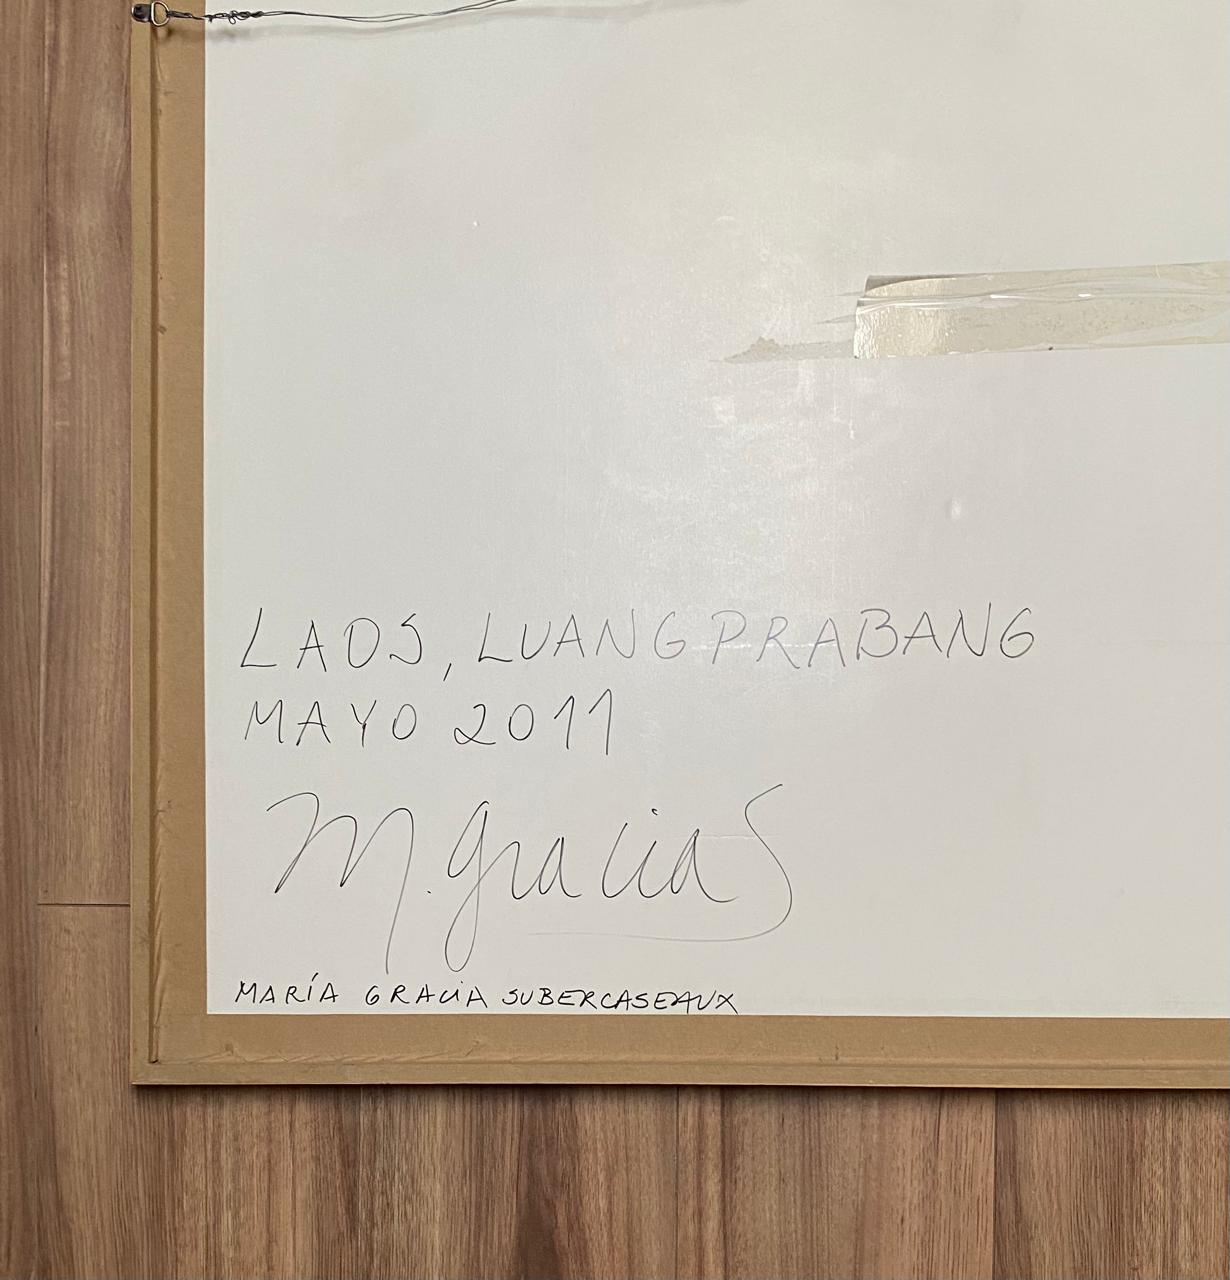 LAOS, LUANG PRABANG
MAYO 2011
M. Gracia S
MARÍA GRACIA SUBERCASEAUX